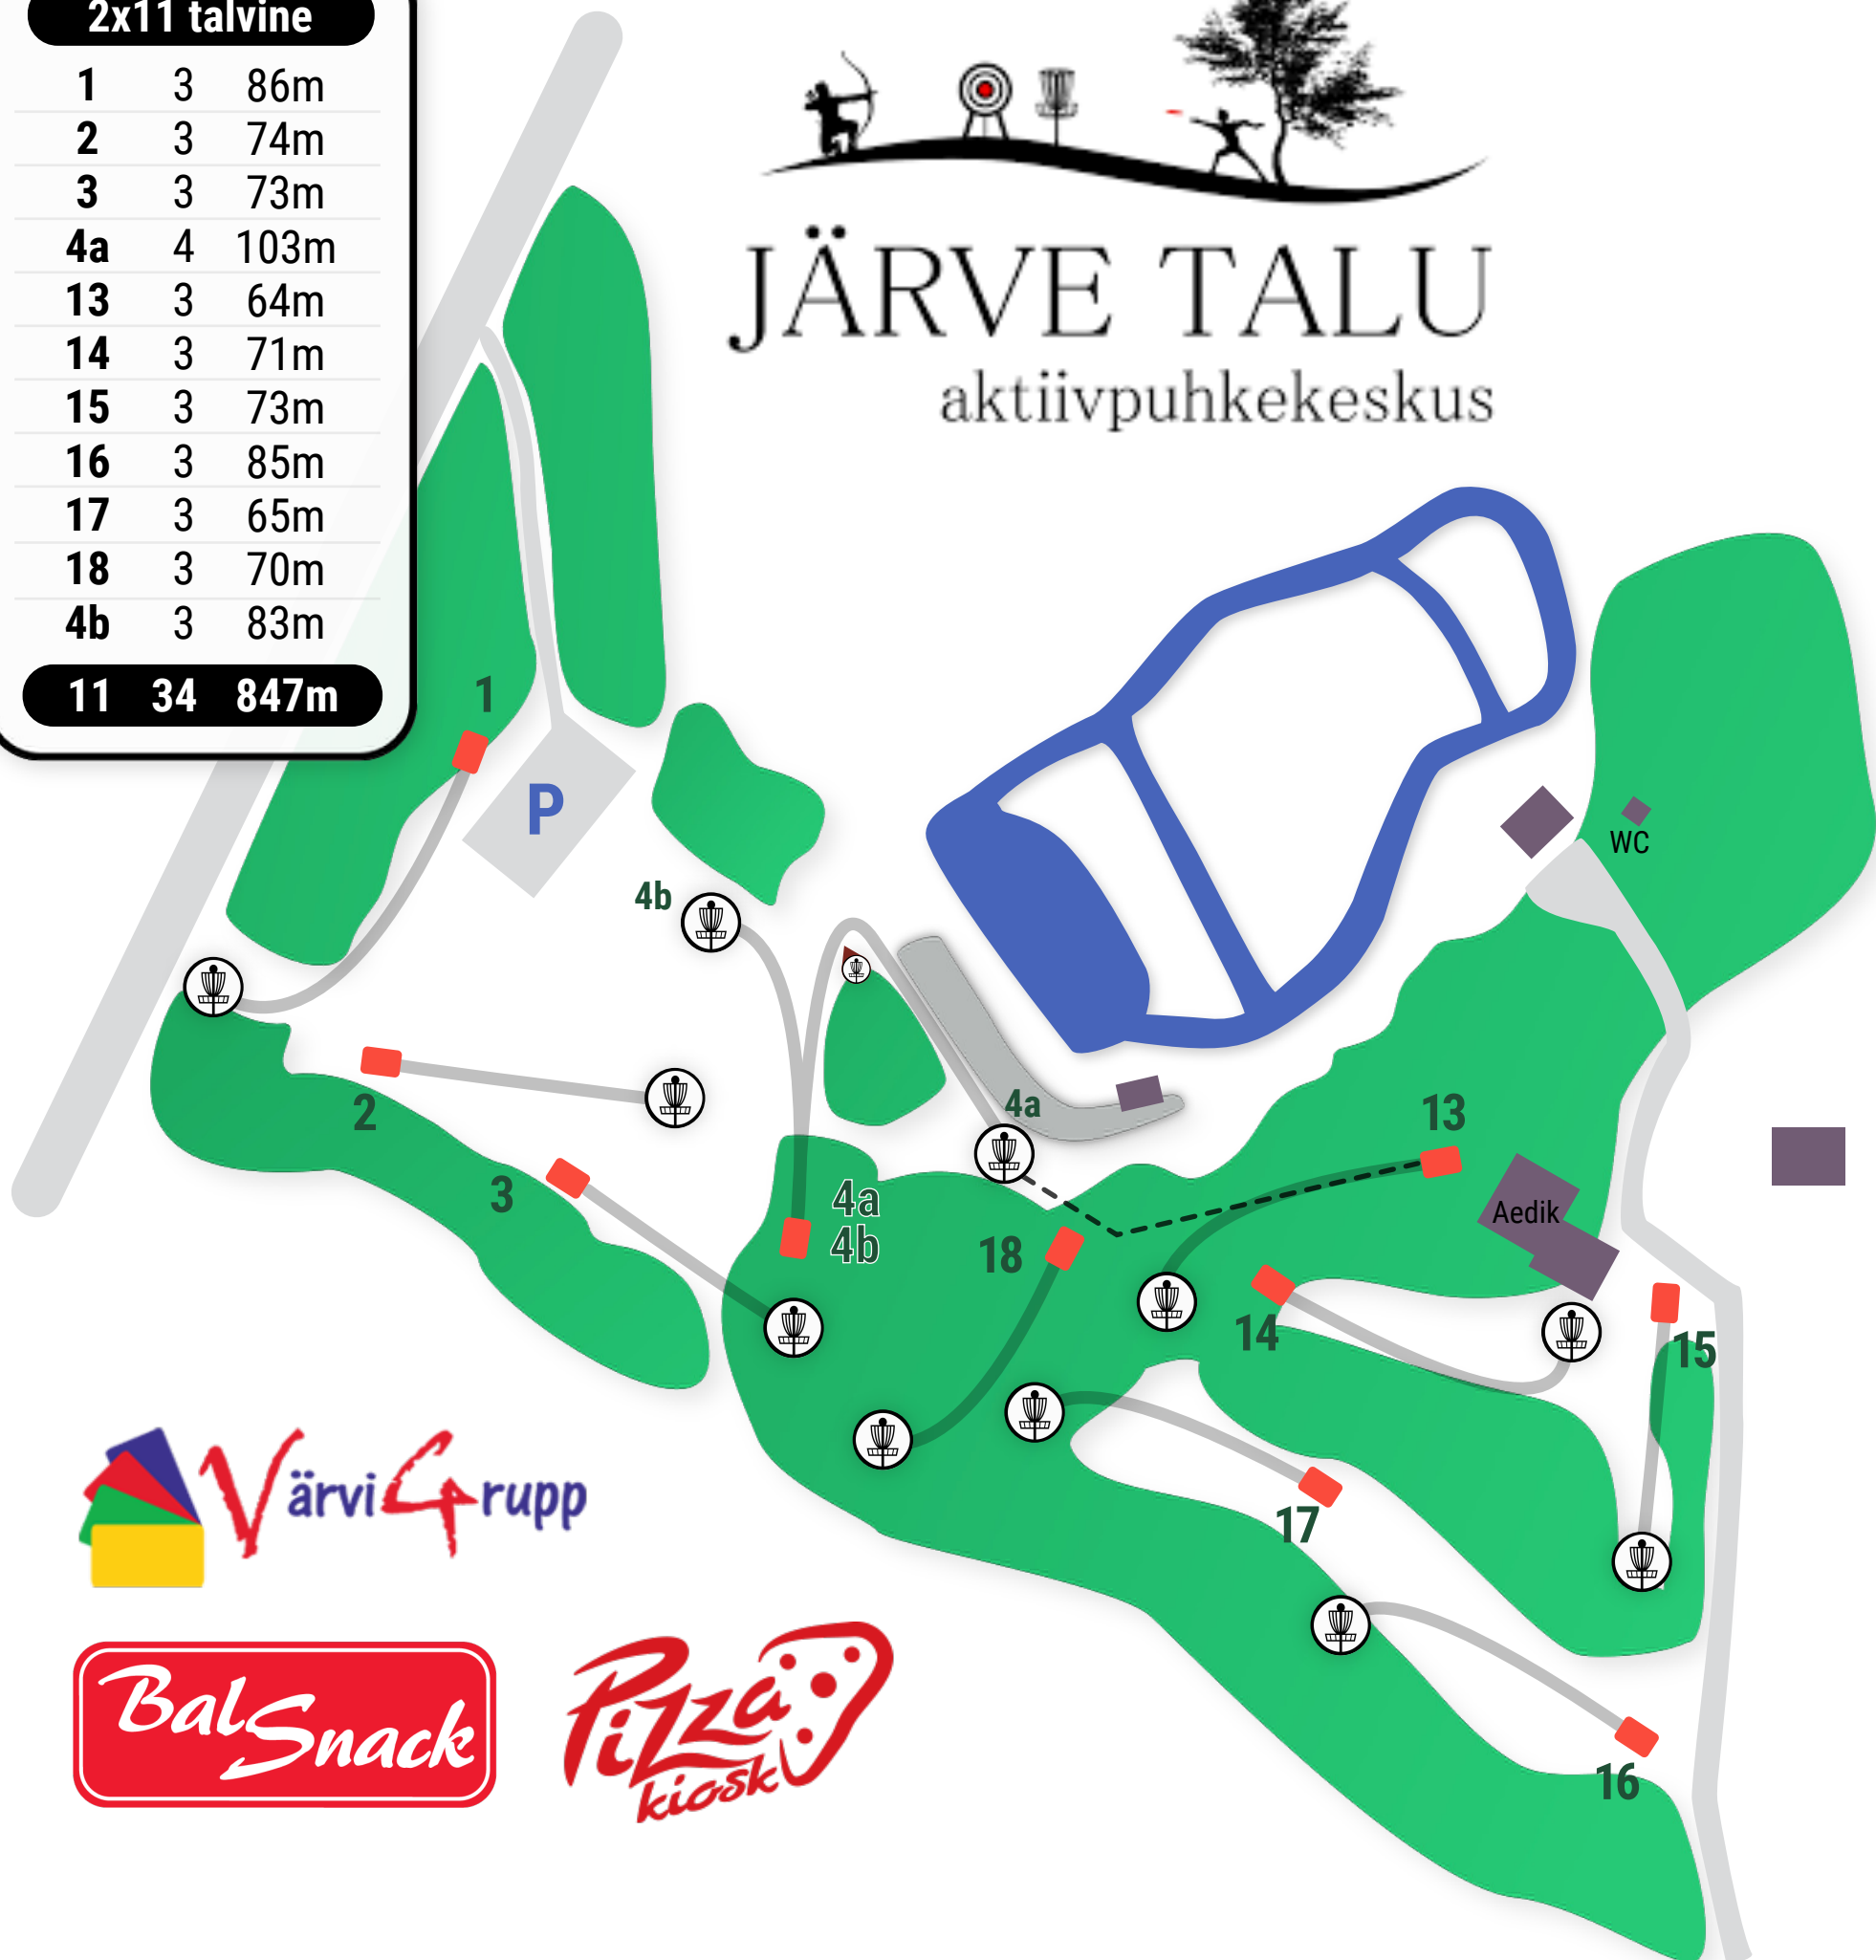 2x11 talvine
1 3 86m
2 3 74m
3 3 73m
4a 4 103m
13 3 64m
14 3 71m
15 3 73m
16 3 85m
17 3 65m
18 3 70m
4b 3 83m
11 34 847m
JÄRVE TALU
aktiivpuhkekeskus
1
P
WC
4b
4a
2
13
3
4a
4b
18
Aedik
14
15
17
16
VärviGrupp
BalSnack
Pizza
kiosk